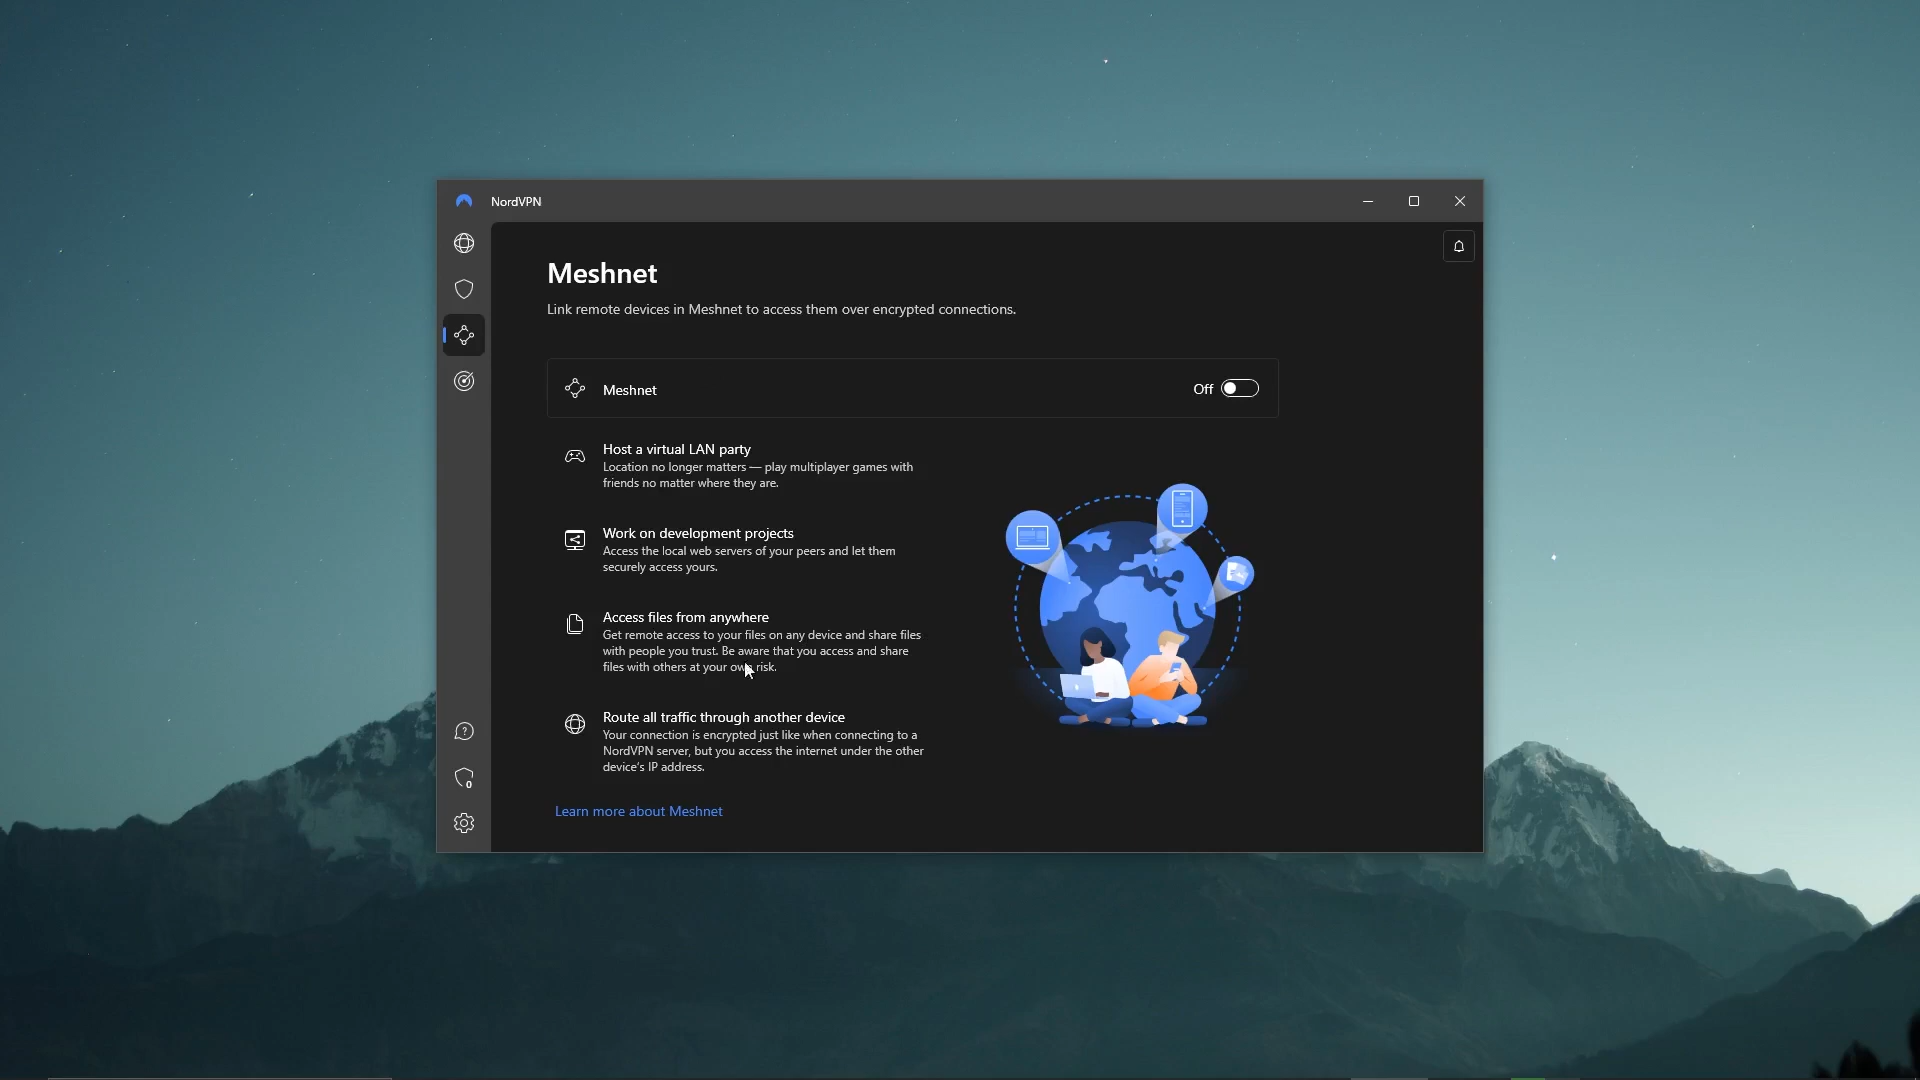 NordVPN
Meshnet
Link remote devices in Meshnet to access them over encrypted connections.
Meshnet
Off
Host a virtual LAN party
Location no longer matters — play multiplayer games with
friends no matter where they are.
Work on development projects
Access the local web servers of your peers and let them
securely access yours.
Access files from anywhere
Get remote access to your files on any device and share files
with people you trust. Be aware that you access and share
files with others at your own risk.
Route all traffic through another device
Your connection is encrypted just like when connecting to a
NordVPN server, but you access the internet under the other
device's IP address.
Learn more about Meshnet